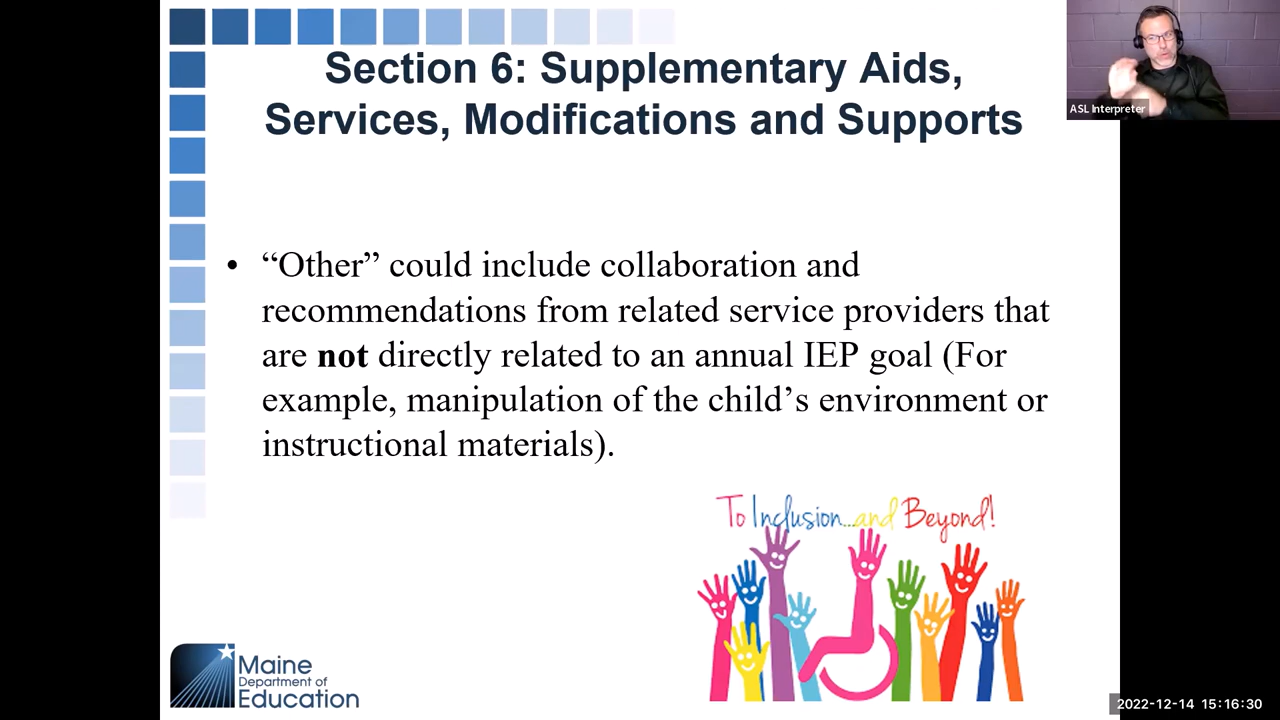 Section 6: Supplementary Aids,
Services, Modifications and Supports
ASL Interpreter
• “Other” could include collaboration and
recommendations from related service providers that
are not directly related to an annual IEP goal (For
example, manipulation of the child’s environment or
instructional materials).
To Inclusion...and Beyond!
Maine
Department of
Education
2022-12-14 15:16:30